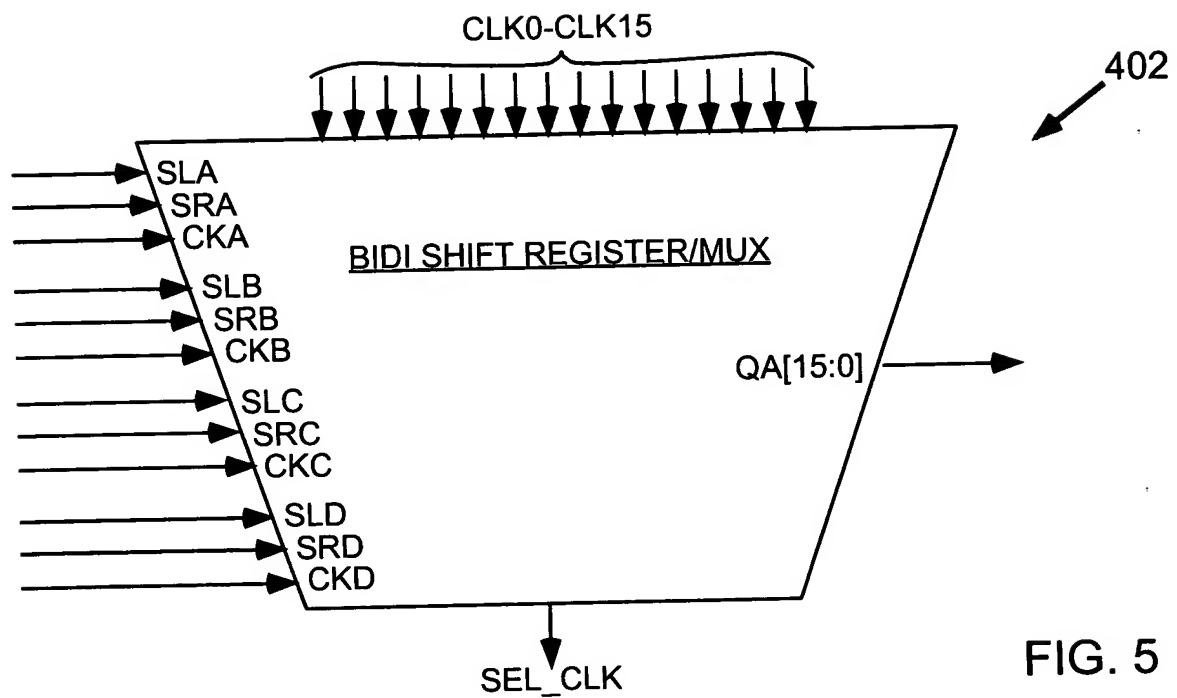 CLK0-CLK15
402
SLA
SRA
CKA
BIDI SHIFT REGISTER/MUX
SLB
SRB
CKB
QA[15:0]
SLC
SRC
CKC
SLD
SRD
CKD
SEL_CLK
FIG. 5